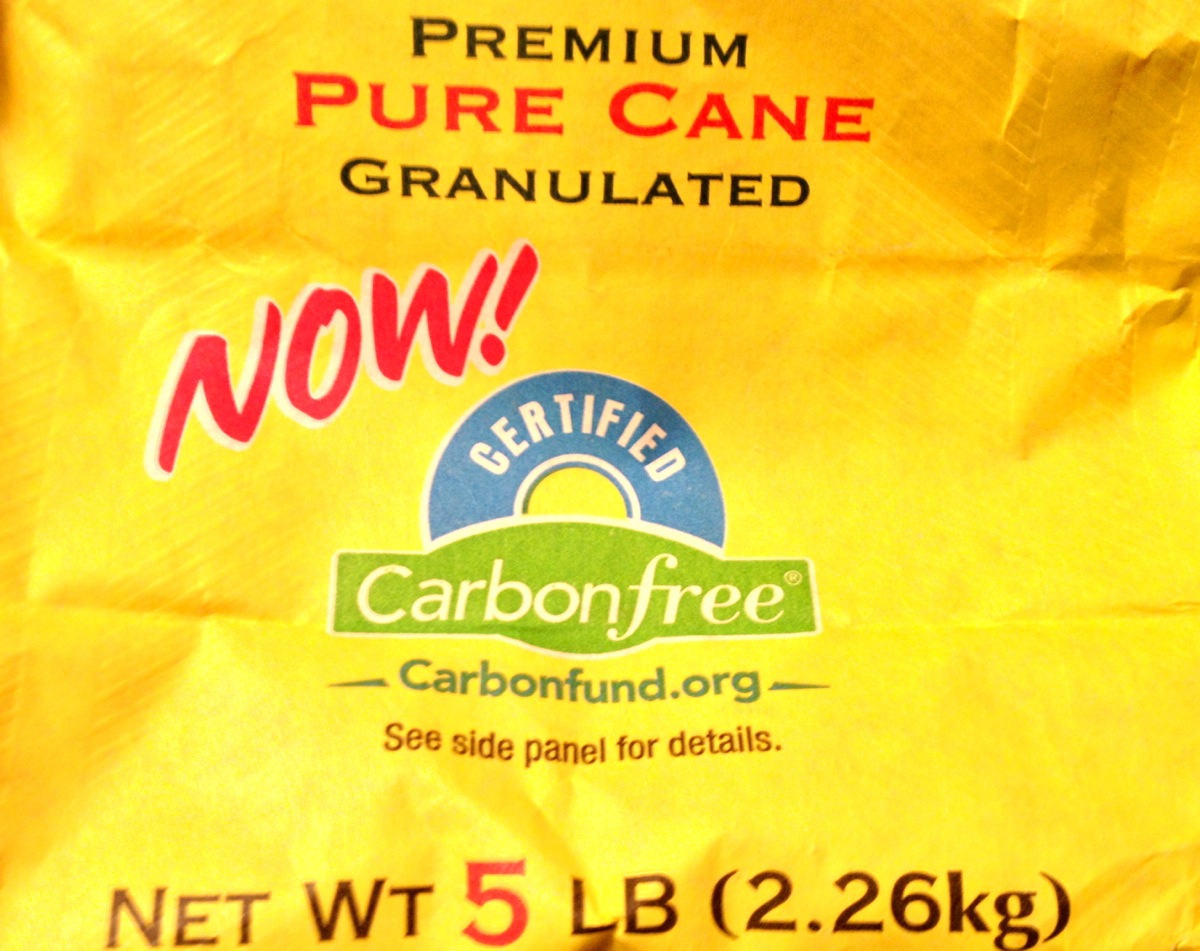 PREMIUM
PURE CANE
GRANULATED
NOW!
CERTIFIED
Carbonfree®
Carbonfund.org
See side panel for details.
NET WT 5 LB (2.26kg)